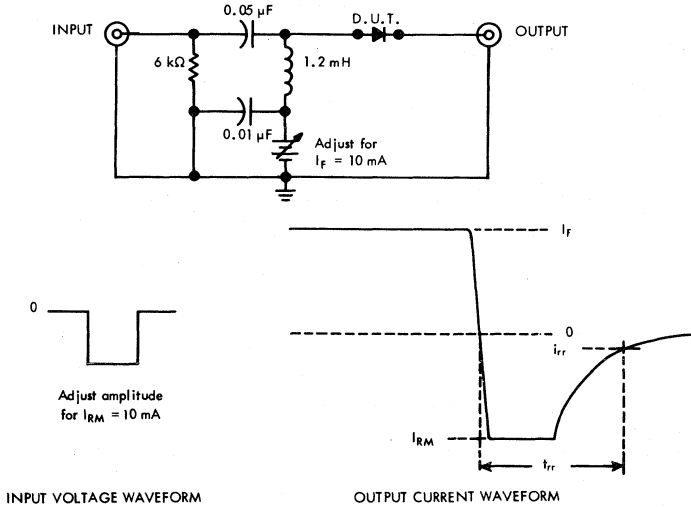 0.05 µF
D.U.T.
INPUT
OUTPUT
6 kΩ
1.2 mH
0.01 µF
Adjust for
I_F = 10 mA
I_F
0
0
i_rr
Adjust amplitude
for I_RM = 10 mA
I_RM
t_rr
INPUT VOLTAGE WAVEFORM
OUTPUT CURRENT WAVEFORM